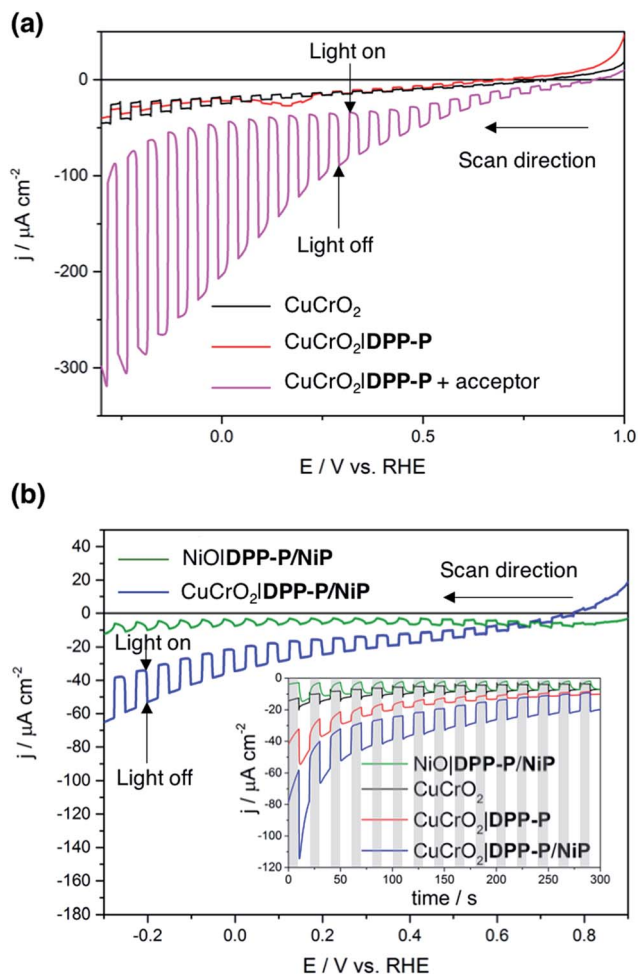 (a)
Light on
0
Scan direction
-100
j / µA cm⁻²
Light off
-200
CuCrO₂
CuCrO₂|DPP-P
-300
CuCrO₂|DPP-P + acceptor
0.0 0.5 1.0
E / V vs. RHE
(b)
40
NiO|DPP-P/NiP
20
CuCrO₂|DPP-P/NiP
Scan direction
0
Light on
-20
-40
-60
Light off
-80
-100
-120
-140
-160
-180
j / µA cm⁻²
0
-20
-40
-60
-80
-100
-120
j / µA cm⁻²
NiO|DPP-P/NiP
CuCrO₂
CuCrO₂|DPP-P
CuCrO₂|DPP-P/NiP
0 50 100 150 200 250 300
time / s
-0.2 0.0 0.2 0.4 0.6 0.8
E / V vs. RHE